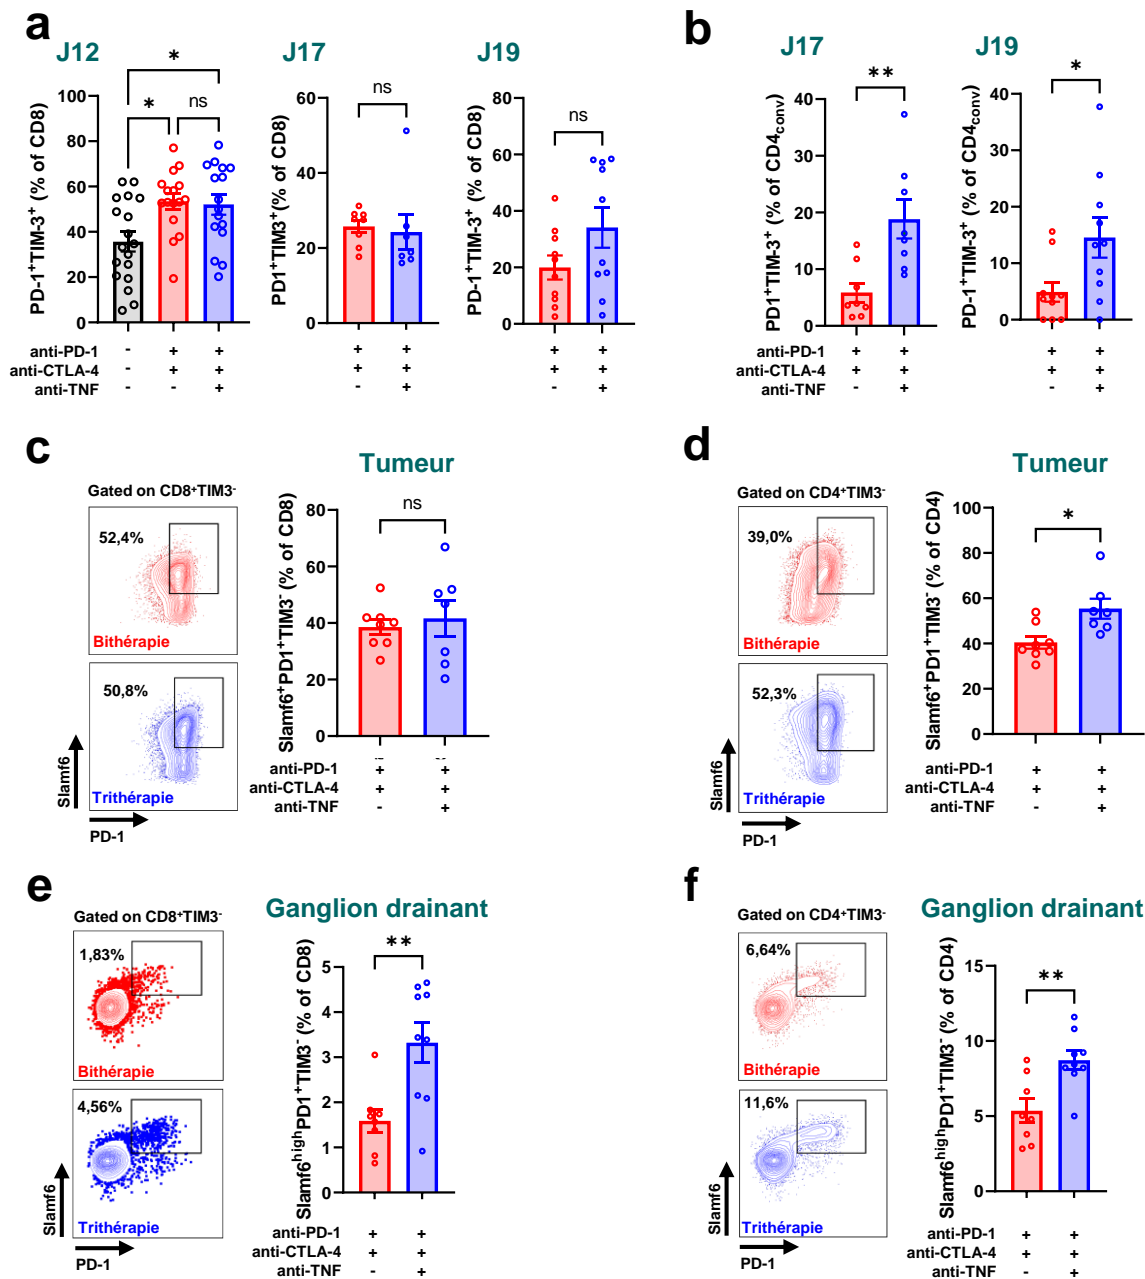 a
J12
J17
J19
*
*
ns
ns
ns
PD-1⁺TIM-3⁺ (% of CD8)
100
80
60
40
20
0
PD1⁺TIM3⁺(% of CD8)
60
40
20
0
PD-1⁺TIM-3⁺ (% of CD8)
80
60
40
20
0
anti-PD-1 - + + + + + +
anti-CTLA-4 - + + + + + +
anti-TNF - - + - + - +
b
J17
J19
**
*
PD1⁺TIM-3⁺ (% of CD4conv)
40
30
20
10
0
PD-1⁺TIM-3⁺ (% of CD4conv)
40
20
0
anti-PD-1 + + + +
anti-CTLA-4 + + + +
anti-TNF - + - +
c
Tumeur
Gated on CD8⁺TIM3⁻
52,4%
Bithérapie
50,8%
Trithérapie
Slamf6
PD-1
ns
Slamf6⁺PD1⁺TIM3⁻(% of CD8)
80
60
40
20
0
anti-PD-1 + +
anti-CTLA-4 + +
anti-TNF - +
d
Tumeur
Gated on CD4⁺TIM3⁻
39,0%
Bithérapie
52,3%
Trithérapie
Slamf6
PD-1
*
Slamf6⁺PD1⁺TIM3⁻(% of CD4)
100
80
60
40
20
0
anti-PD-1 + +
anti-CTLA-4 + +
anti-TNF - +
e
Ganglion drainant
Gated on CD8⁺TIM3⁻
1,83%
Bithérapie
4,56%
Trithérapie
Slamf6
PD-1
**
Slamf6ʰⁱᵍʰPD1⁺TIM3⁻(% of CD8)
5
4
3
2
1
0
anti-PD-1 + +
anti-CTLA-4 + +
anti-TNF - +
f
Ganglion drainant
Gated on CD4⁺TIM3⁻
6,64%
Bithérapie
11,6%
Trithérapie
Slamf6
PD-1
**
Slamf6ʰⁱᵍʰPD1⁺TIM3⁻(% of CD4)
15
10
5
0
anti-PD-1 + +
anti-CTLA-4 + +
anti-TNF - +